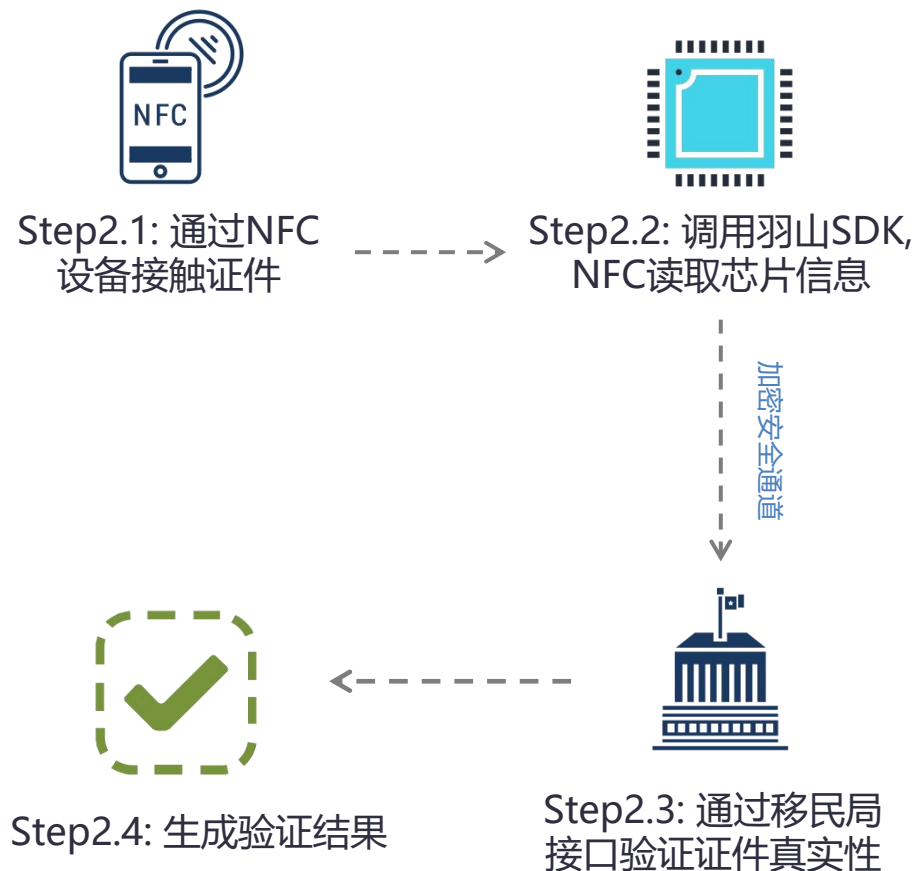 NFC
Step2.1: 通过NFC
设备接触证件
Step2.2: 调用羽山SDK,
NFC读取芯片信息
加密安全通道
Step2.3: 通过移民局
接口验证证件真实性
Step2.4: 生成验证结果